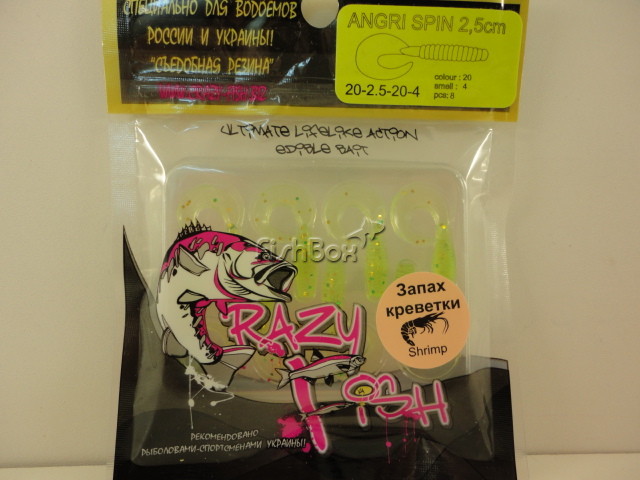 СПЕЦИАЛЬНО ДЛЯ ВОДОЕМОВ
РОССИИ И УКРАИНЫ!!
"СЪЕДОБНАЯ РЕЗИНА"
ANGRI SPIN 2,5cm
20-2.5-20-4
colour : 20
smell : 4
pcs: 8
ULTIMATE LIFELIKE ACTION
EDIBLE BAIT
fishBox
Запах
креветки
Shrimp
CRAZY
FISH
РЕКОМЕНДОВАНО
РЫБОЛОВАМИ-СПОРТСМЕНАМИ УКРАИНЫ!!